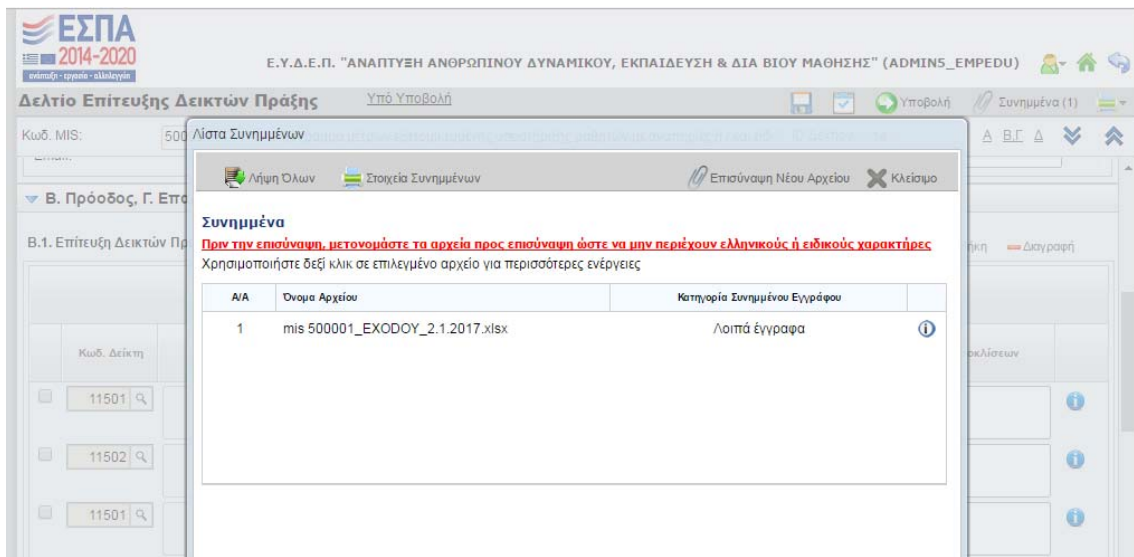 ΕΣΠΑ
2014-2020
ανάπτυξη - εργασία - αλληλεγγύη
Ε.Υ.Δ.Ε.Π. "ΑΝΑΠΤΥΞΗ ΑΝΘΡΩΠΙΝΟΥ ΔΥΝΑΜΙΚΟΥ, ΕΚΠΑΙΔΕΥΣΗ & ΔΙΑ ΒΙΟΥ ΜΑΘΗΣΗΣ" (ADMIN5_EMPEDU)
Δελτίο Επίτευξης Δεικτών Πράξης Υπό Υποβολή Υποβολή Συνημμένα (1)
Κωδ. MIS: 500 Α Β.Γ Δ
Λίστα Συνημμένων
Λήψη Όλων Στοιχεία Συνημμένων Επισύναψη Νέου Αρχείου Κλείσιμο
Β. Πρόοδος, Γ. Επα
Συνημμένα
Β.1. Επίτευξη Δεικτών Πρ Διαγραφή
Πριν την επισύναψη, μετονομάστε τα αρχεία προς επισύναψη ώστε να μην περιέχουν ελληνικούς ή ειδικούς χαρακτήρες
Χρησιμοποιήστε δεξί κλικ σε επιλεγμένο αρχείο για περισσότερες ενέργειες
Α/Α Όνομα Αρχείου Κατηγορία Συνημμένου Εγγράφου
1 mis 500001_EXODOY_2.1.2017.xlsx Λοιπά έγγραφα
Κωδ. Δείκτη οκλίσεων
11501
11502
11501